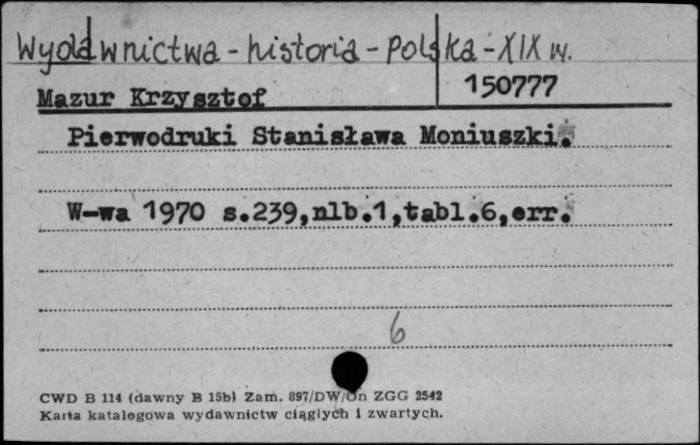 Wydawnictwa - historia - Polska - XIX w.
150777
Mazur Krzysztof
Pierwodruki Stanisława Moniuszki.
W-wa 1970 s.239,nlb.1,tabl.6,err.
6
CWD B 114 (dawny B 15b) Zam. 897/DW/On ZGG 2542
Karta katalogowa wydawnictw ciągłych i zwartych.